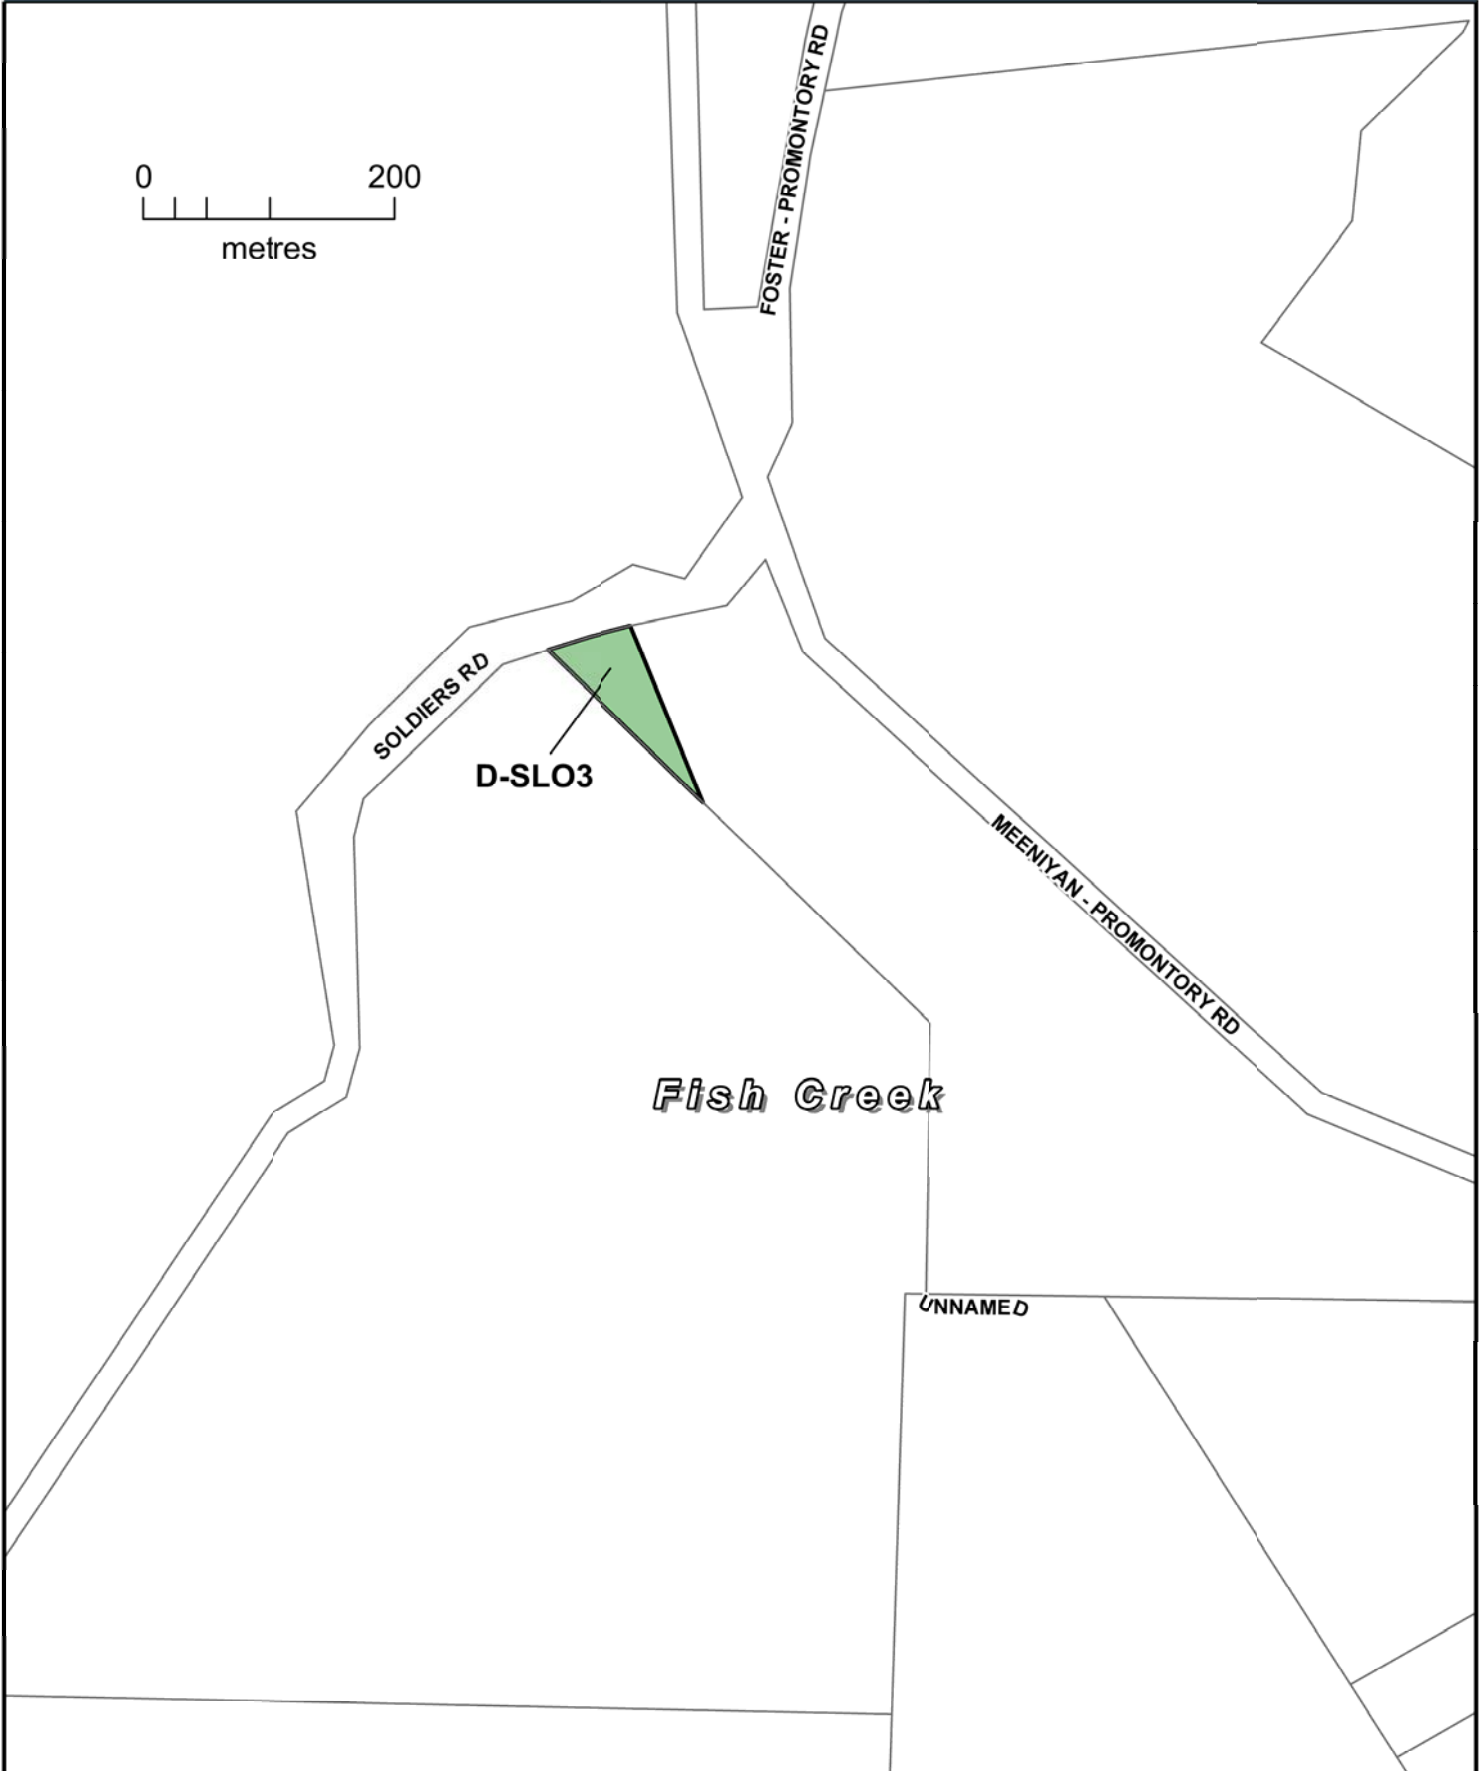 FOSTER - PROMONTORY RD
0 200
metres
SOLDIERS RD
D-SLO3
MEENIYAN - PROMONTORY RD
Fish Creek
UNNAMED